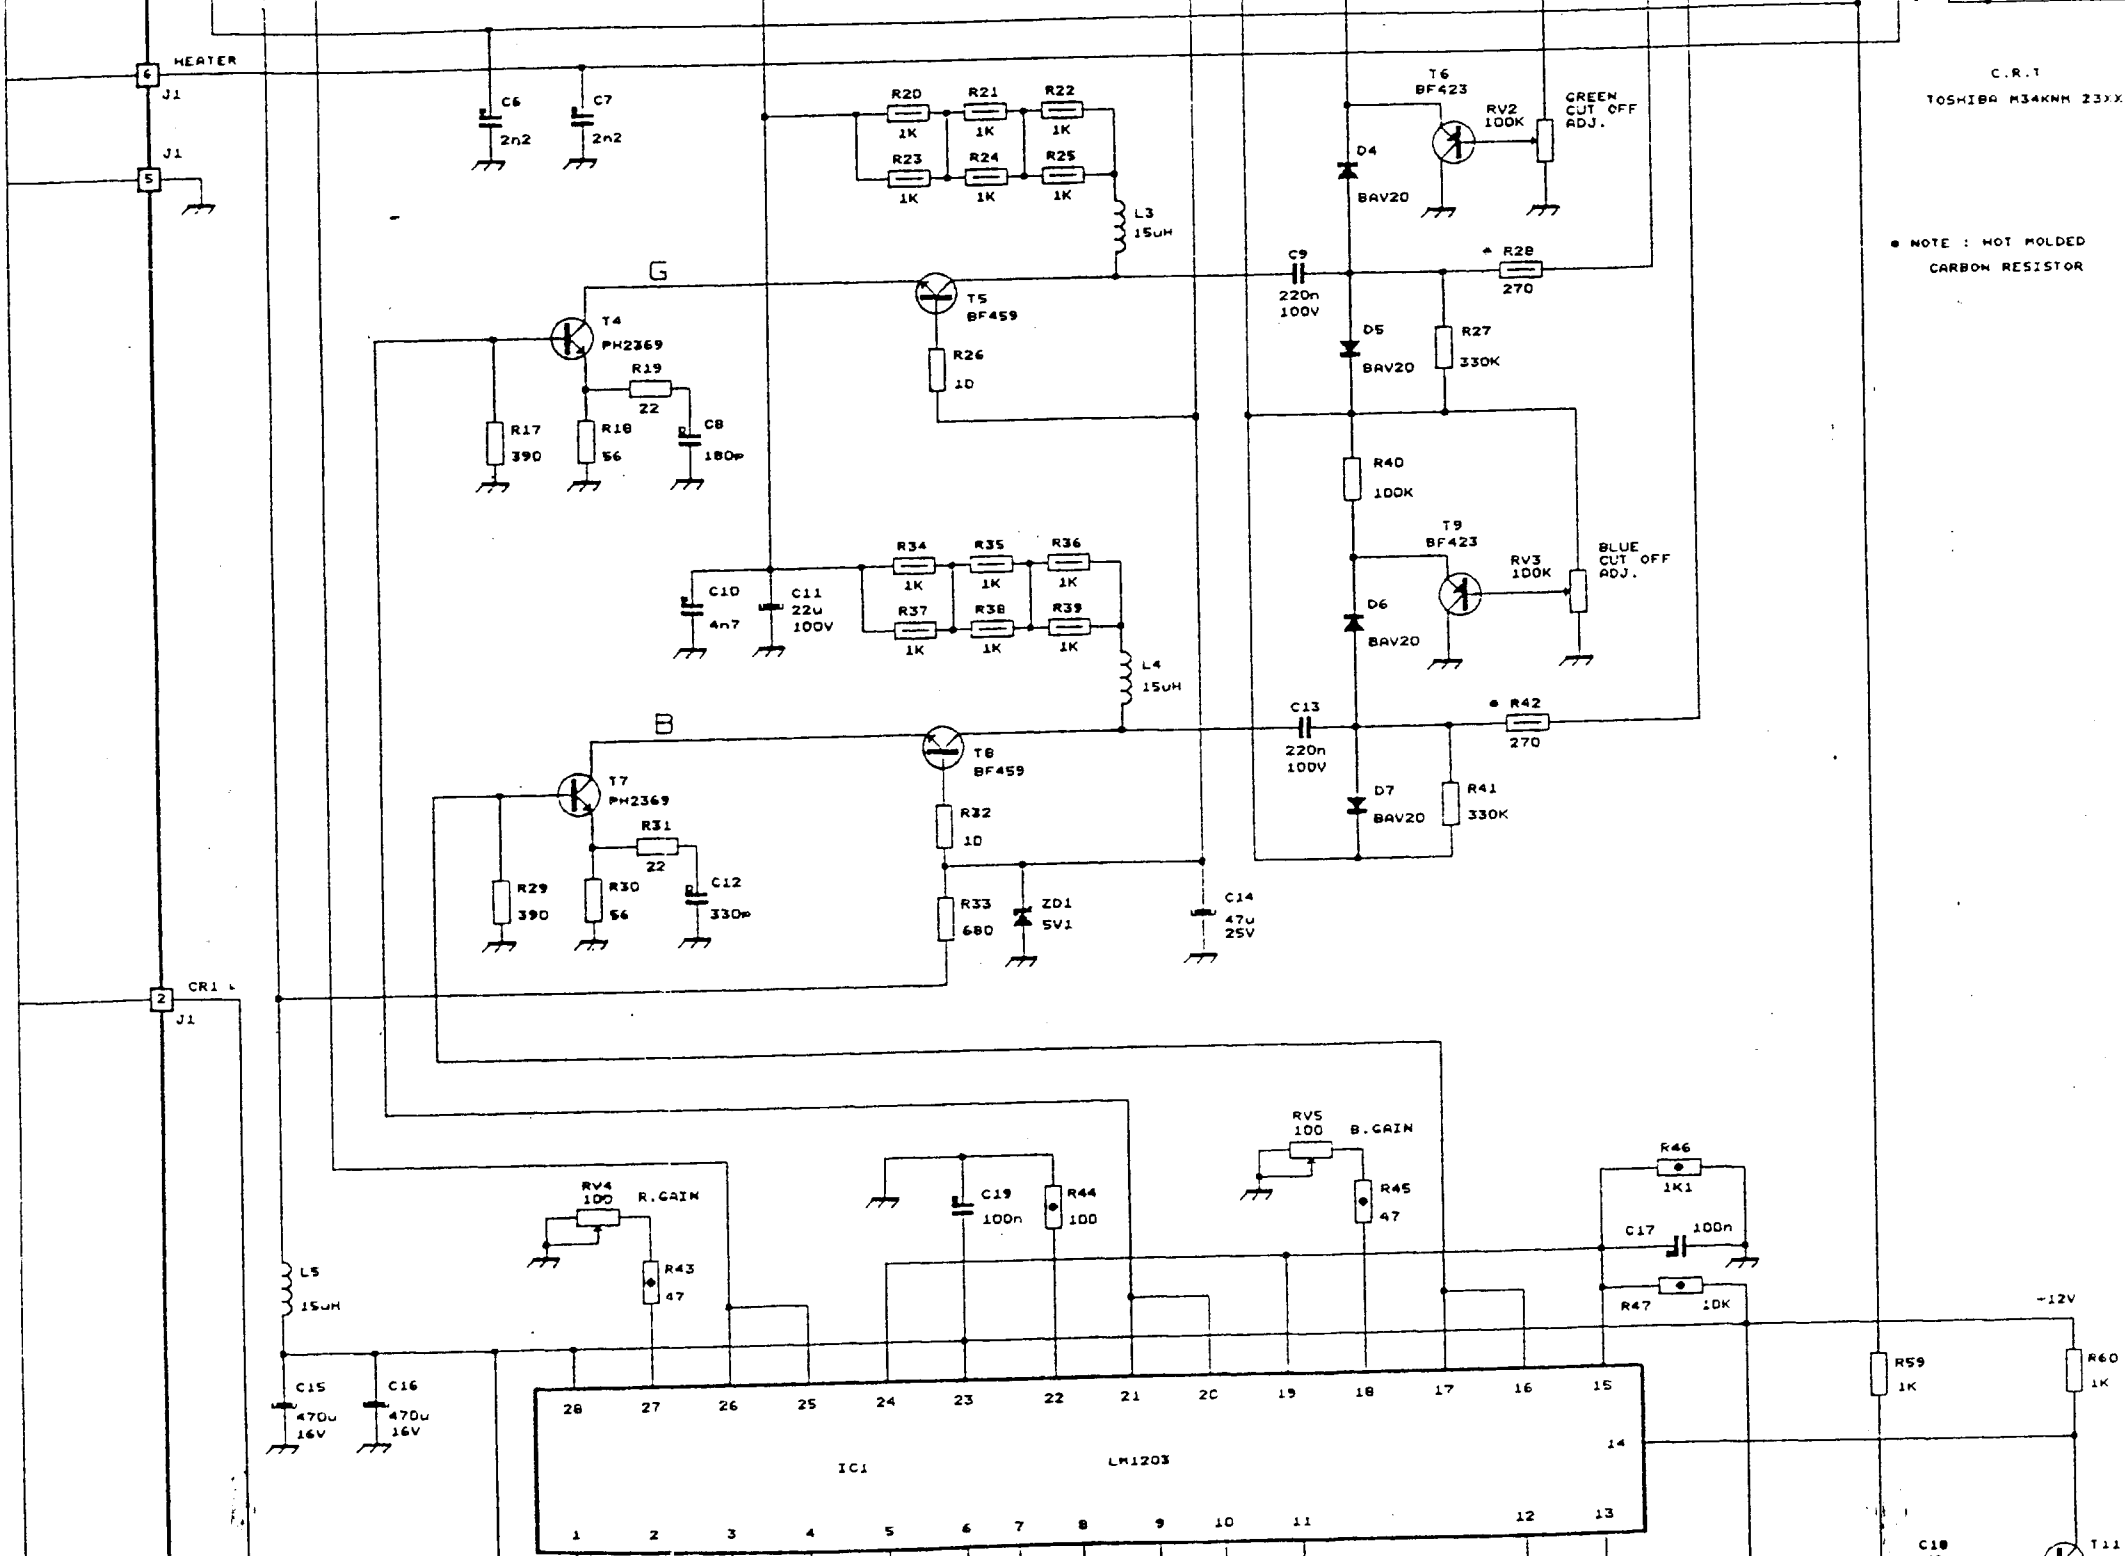 HEATER
6
J1
J1
5
C6
2n2
C7
2n2
R20
1K
R21
1K
R22
1K
R23
1K
R24
1K
R25
1K
L3
15uH
T6
BF423
RV2
100K
GREEN
CUT OFF
ADJ.
D4
BAV20
C.R.T
TOSHIBA M34KNM 23XX
● NOTE : HOT MOLDED
CARBON RESISTOR
G
T4
PH2369
T5
BF459
R26
10
C9
220n
100V
* R28
270
D5
BAV20
R27
330K
R19
22
R17
390
R18
56
C8
180p
R40
100K
T9
BF423
RV3
100K
BLUE
CUT OFF
ADJ.
C10
4n7
C11
22u
100V
R34
1K
R35
1K
R36
1K
R37
1K
R38
1K
R39
1K
D6
BAV20
L4
15uH
B
T7
PH2369
T8
BF459
C13
220n
100V
● R42
270
R32
10
D7
BAV20
R41
330K
R31
22
R29
390
R30
56
C12
330p
R33
680
ZD1
5V1
C14
47u
25V
2
J1
RV4
100
R.GAIN
C19
100n
R44
100
RV5
100
B.GAIN
R45
47
R46
1K1
C17
100n
R47
10K
R43
47
L5
15uH
+12V
C15
470u
16V
C16
470u
16V
R59
1K
R60
1K
28
27
26
25
24
23
22
21
20
19
18
17
16
15
14
IC1
LM1203
1
2
3
4
5
6
7
8
9
10
11
12
13
C18
T11